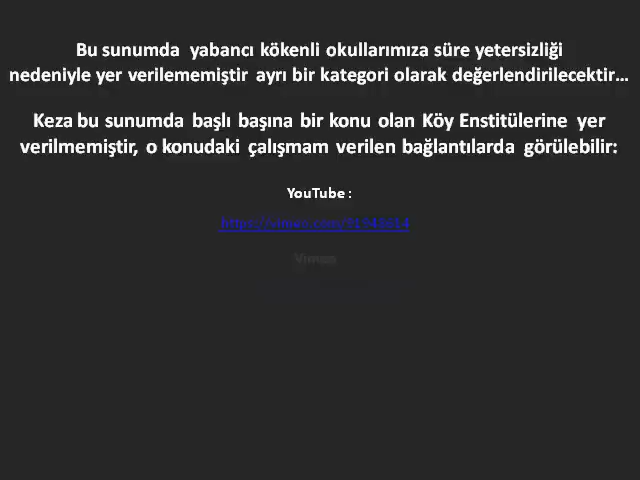 Bu sunumda yabancı kökenli okullarımıza süre yetersizliği
nedeniyle yer verilememiştir ayrı bir kategori olarak değerlendirilecektir…
Keza bu sunumda başlı başına bir konu olan Köy Enstitülerine yer
verilmemiştir, o konudaki çalışmam verilen bağlantılarda görülebilir:
YouTube :
Vimeo